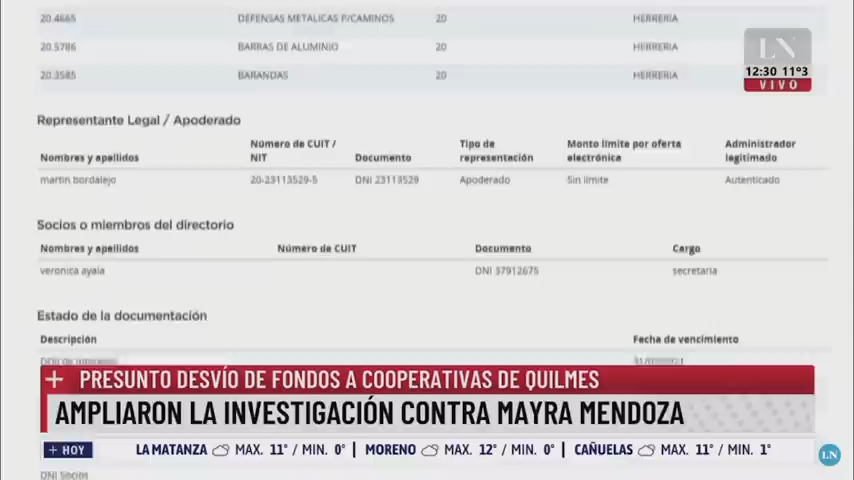 20.4665 DEFENSAS METALICAS P/CAMINOS 20 HERRERIA
20.5786 BARRAS DE ALUMINIO 20 HERRERIA
20.3585 BARANDAS 20 HERRERIA
LN
12:30 11°3
VIVO
Representante Legal / Apoderado
Nombres y apellidos Número de CUIT / NIT Documento Tipo de representación Monto límite por oferta electrónica Administrador legitimado
martin bordalejo 20-23113529-5 DNI 23113529 Apoderado Sin límite Autenticado
Socios o miembros del directorio
Nombres y apellidos Número de CUIT Documento Cargo
veronica ayala DNI 37912675 secretaria
Estado de la documentación
Descripción Fecha de vencimiento
+ PRESUNTO DESVÍO DE FONDOS A COOPERATIVAS DE QUILMES
AMPLIARON LA INVESTIGACIÓN CONTRA MAYRA MENDOZA
+ HOY LA MATANZA MAX. 11° / MIN. 0° | MORENO MAX. 12° / MIN. 0° | CAÑUELAS MAX. 11° / MIN. 1°
LN
DNI Socios